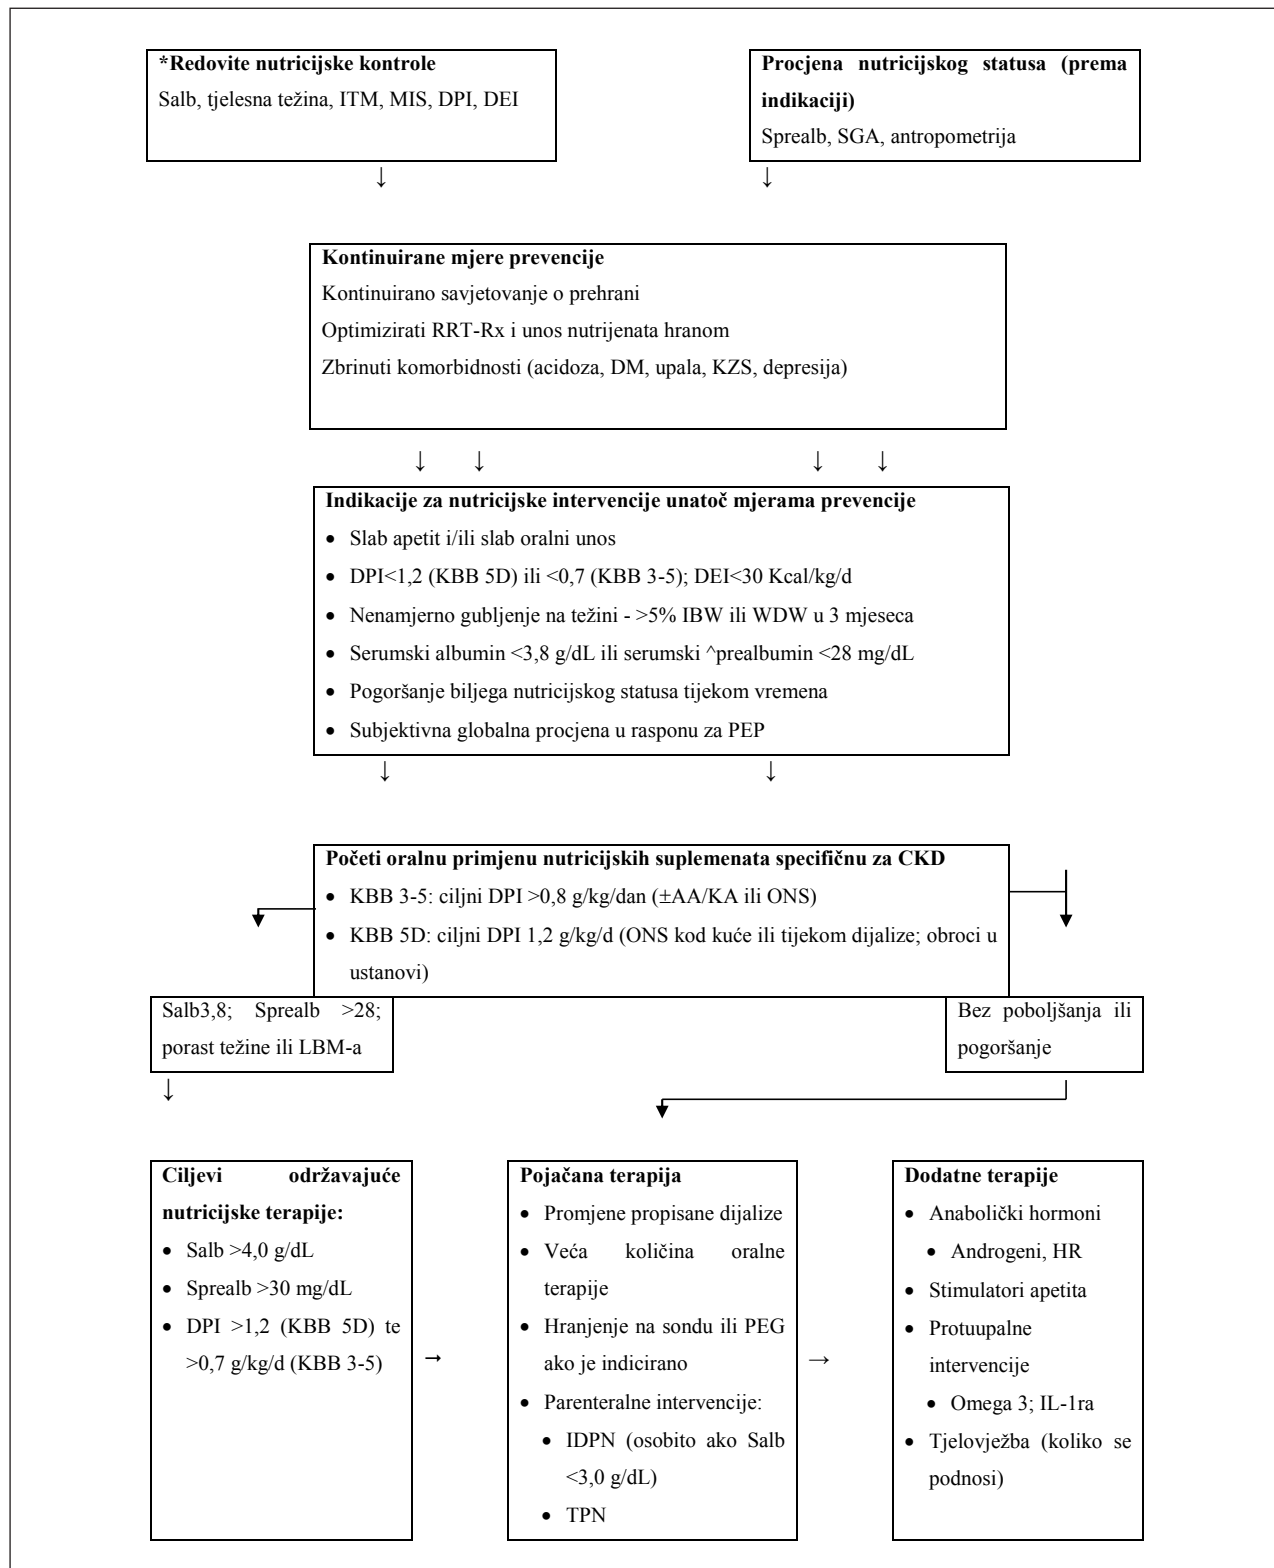 *Redovite nutricijske kontrole
Salb, tjelesna težina, ITM, MIS, DPI, DEI
Procjena nutricijskog statusa (prema
indikaciji)
Sprealb, SGA, antropometrija
↓
↓
Kontinuirane mjere prevencije
Kontinuirano savjetovanje o prehrani
Optimizirati RRT-Rx i unos nutrijenata hranom
Zbrinuti komorbidnosti (acidoza, DM, upala, KZS, depresija)
↓ ↓ ↓ ↓
Indikacije za nutricijske intervencije unatoč mjerama prevencije
• Slab apetit i/ili slab oralni unos
• DPI<1,2 (KBB 5D) ili <0,7 (KBB 3-5); DEI<30 Kcal/kg/d
• Nenamjerno gubljenje na težini - >5% IBW ili WDW u 3 mjeseca
• Serumski albumin <3,8 g/dL ili serumski ^prealbumin <28 mg/dL
• Pogoršanje biljega nutricijskog statusa tijekom vremena
• Subjektivna globalna procjena u rasponu za PEP
↓ ↓
Početi oralnu primjenu nutricijskih suplemenata specifičnu za CKD
• KBB 3-5: ciljni DPI >0,8 g/kg/dan (±AA/KA ili ONS)
• KBB 5D: ciljni DPI 1,2 g/kg/d (ONS kod kuće ili tijekom dijalize; obroci u
ustanovi)
Salb3,8; Sprealb >28;
porast težine ili LBM-a
Bez poboljšanja ili
pogoršanje
↓
Ciljevi održavajuće
nutricijske terapije:
• Salb >4,0 g/dL
• Sprealb >30 mg/dL
• DPI >1,2 (KBB 5D) te
>0,7 g/kg/d (KBB 3-5)
→
Pojačana terapija
• Promjene propisane dijalize
• Veća količina oralne
terapije
• Hranjenje na sondu ili PEG
ako je indicirano
• Parenteralne intervencije:
• IDPN (osobito ako Salb
<3,0 g/dL)
• TPN
→
Dodatne terapije
• Anabolički hormoni
• Androgeni, HR
• Stimulatori apetita
• Protuupalne
intervencije
• Omega 3; IL-1ra
• Tjelovježba (koliko se
podnosi)